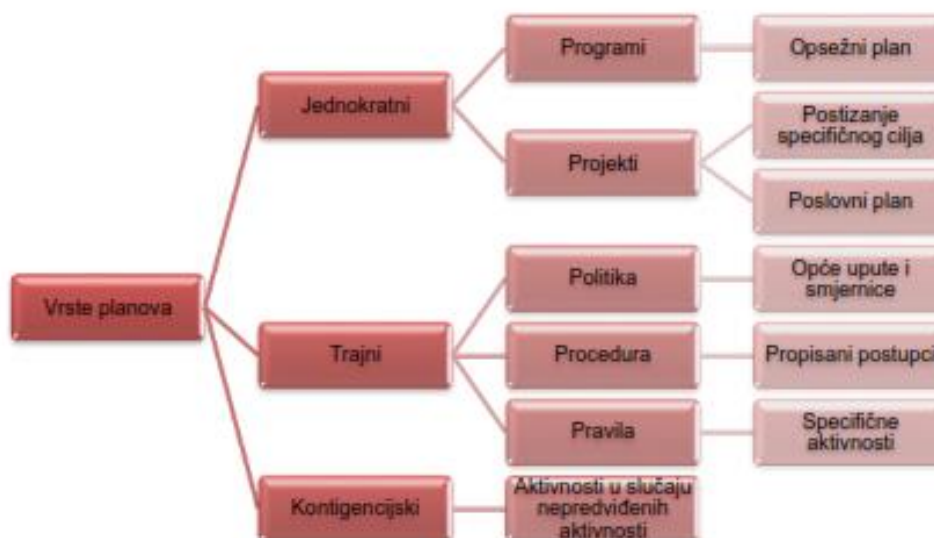 Vrste planova
Jednokratni
Programi
Opsežni plan
Projekti
Postizanje
specifičnog cilja
Poslovni plan
Trajni
Politika
Opće upute i
smjernice
Procedura
Propisani postupci
Pravila
Specifične
aktivnosti
Kontigencijski
Aktivnosti u slučaju
nepredviđenih
aktivnosti